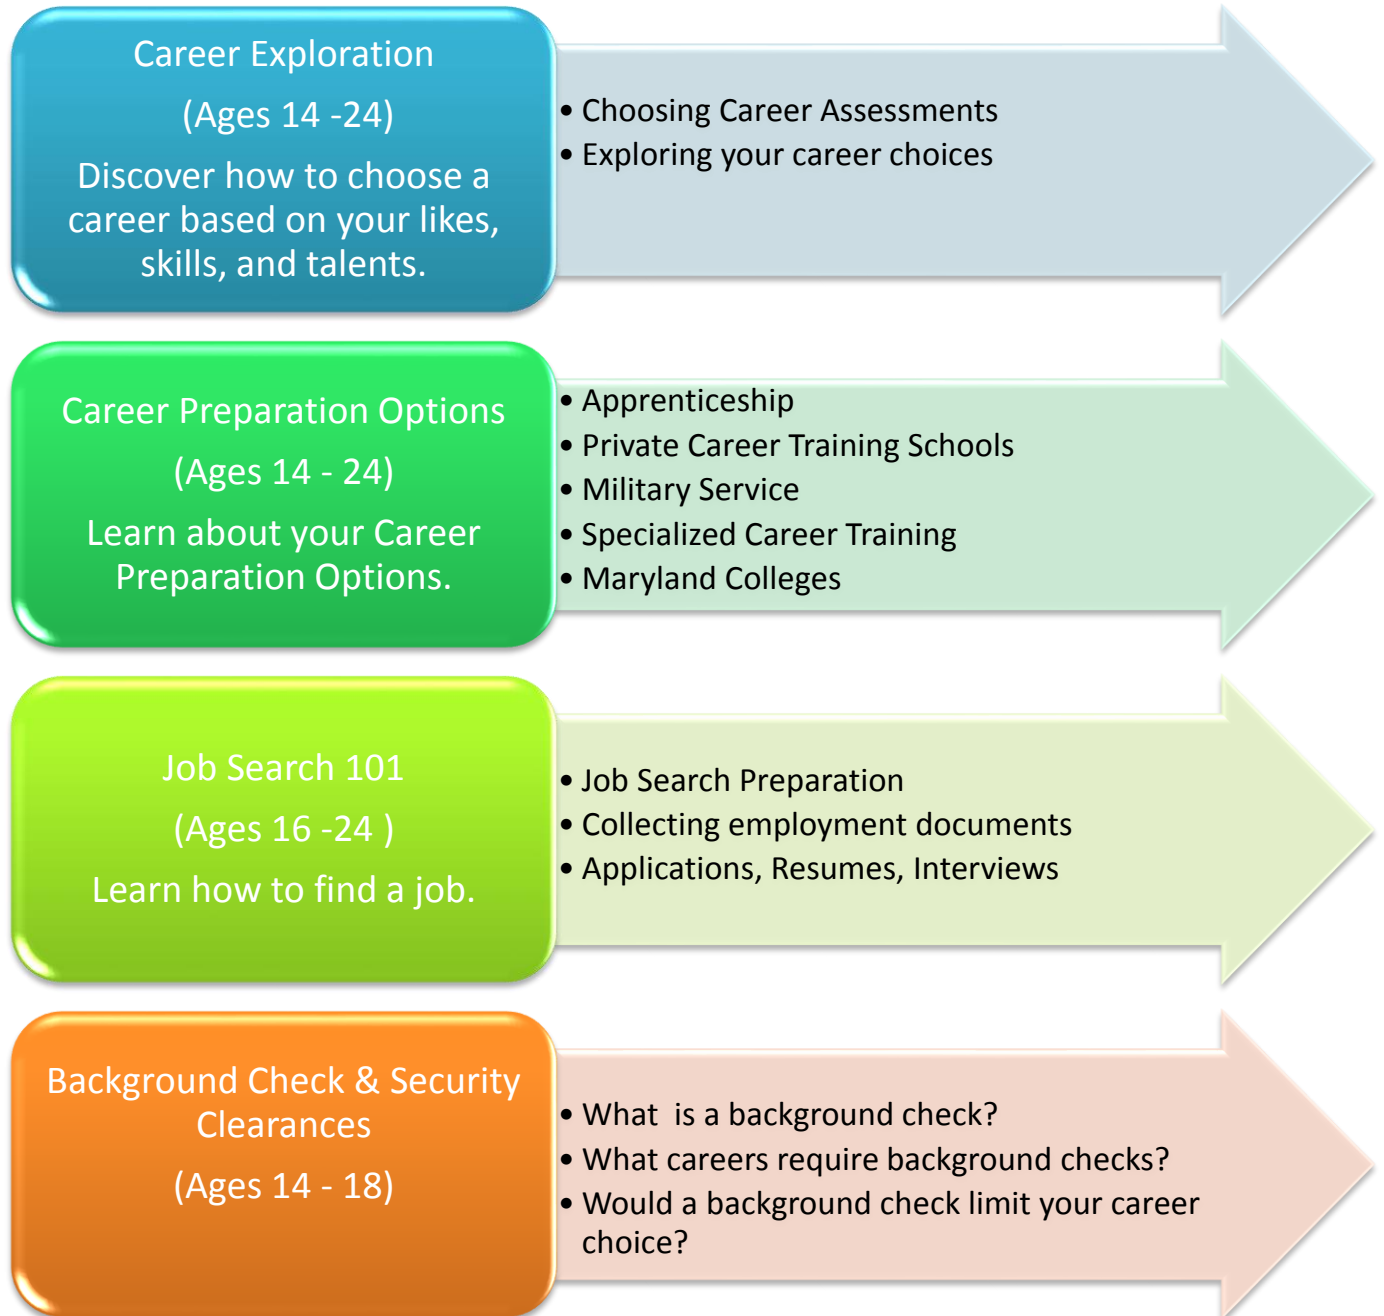 Career Exploration
(Ages 14 -24)
Discover how to choose a
career based on your likes,
skills, and talents.
• Choosing Career Assessments
• Exploring your career choices
Career Preparation Options
(Ages 14 - 24)
Learn about your Career
Preparation Options.
• Apprenticeship
• Private Career Training Schools
• Military Service
• Specialized Career Training
• Maryland Colleges
Job Search 101
(Ages 16 -24 )
Learn how to find a job.
• Job Search Preparation
• Collecting employment documents
• Applications, Resumes, Interviews
Background Check & Security
Clearances
(Ages 14 - 18)
• What  is a background check?
• What careers require background checks?
• Would a background check limit your career
choice?